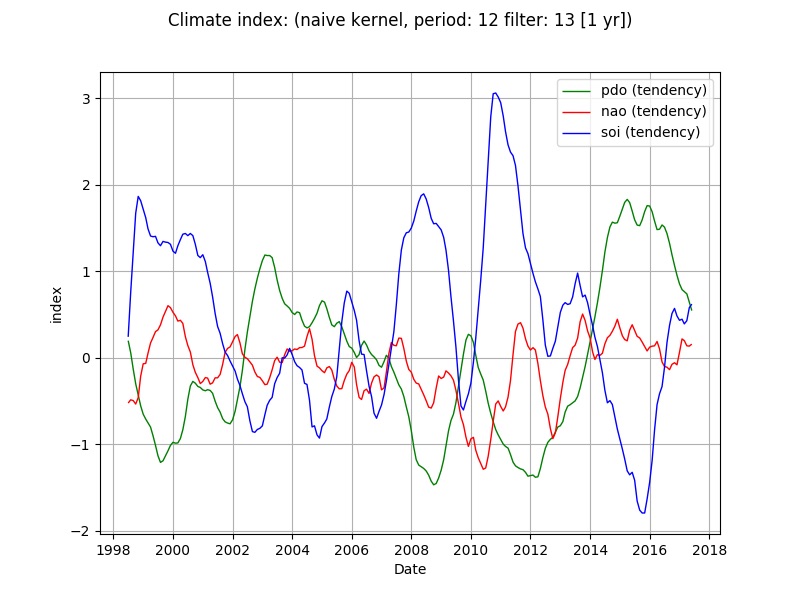 Climate index: (naive kernel, period: 12 filter: 13 [1 yr])
pdo (tendency)
nao (tendency)
soi (tendency)
index
3
2
1
0
−1
−2
1998 2000 2002 2004 2006 2008 2010 2012 2014 2016 2018
Date